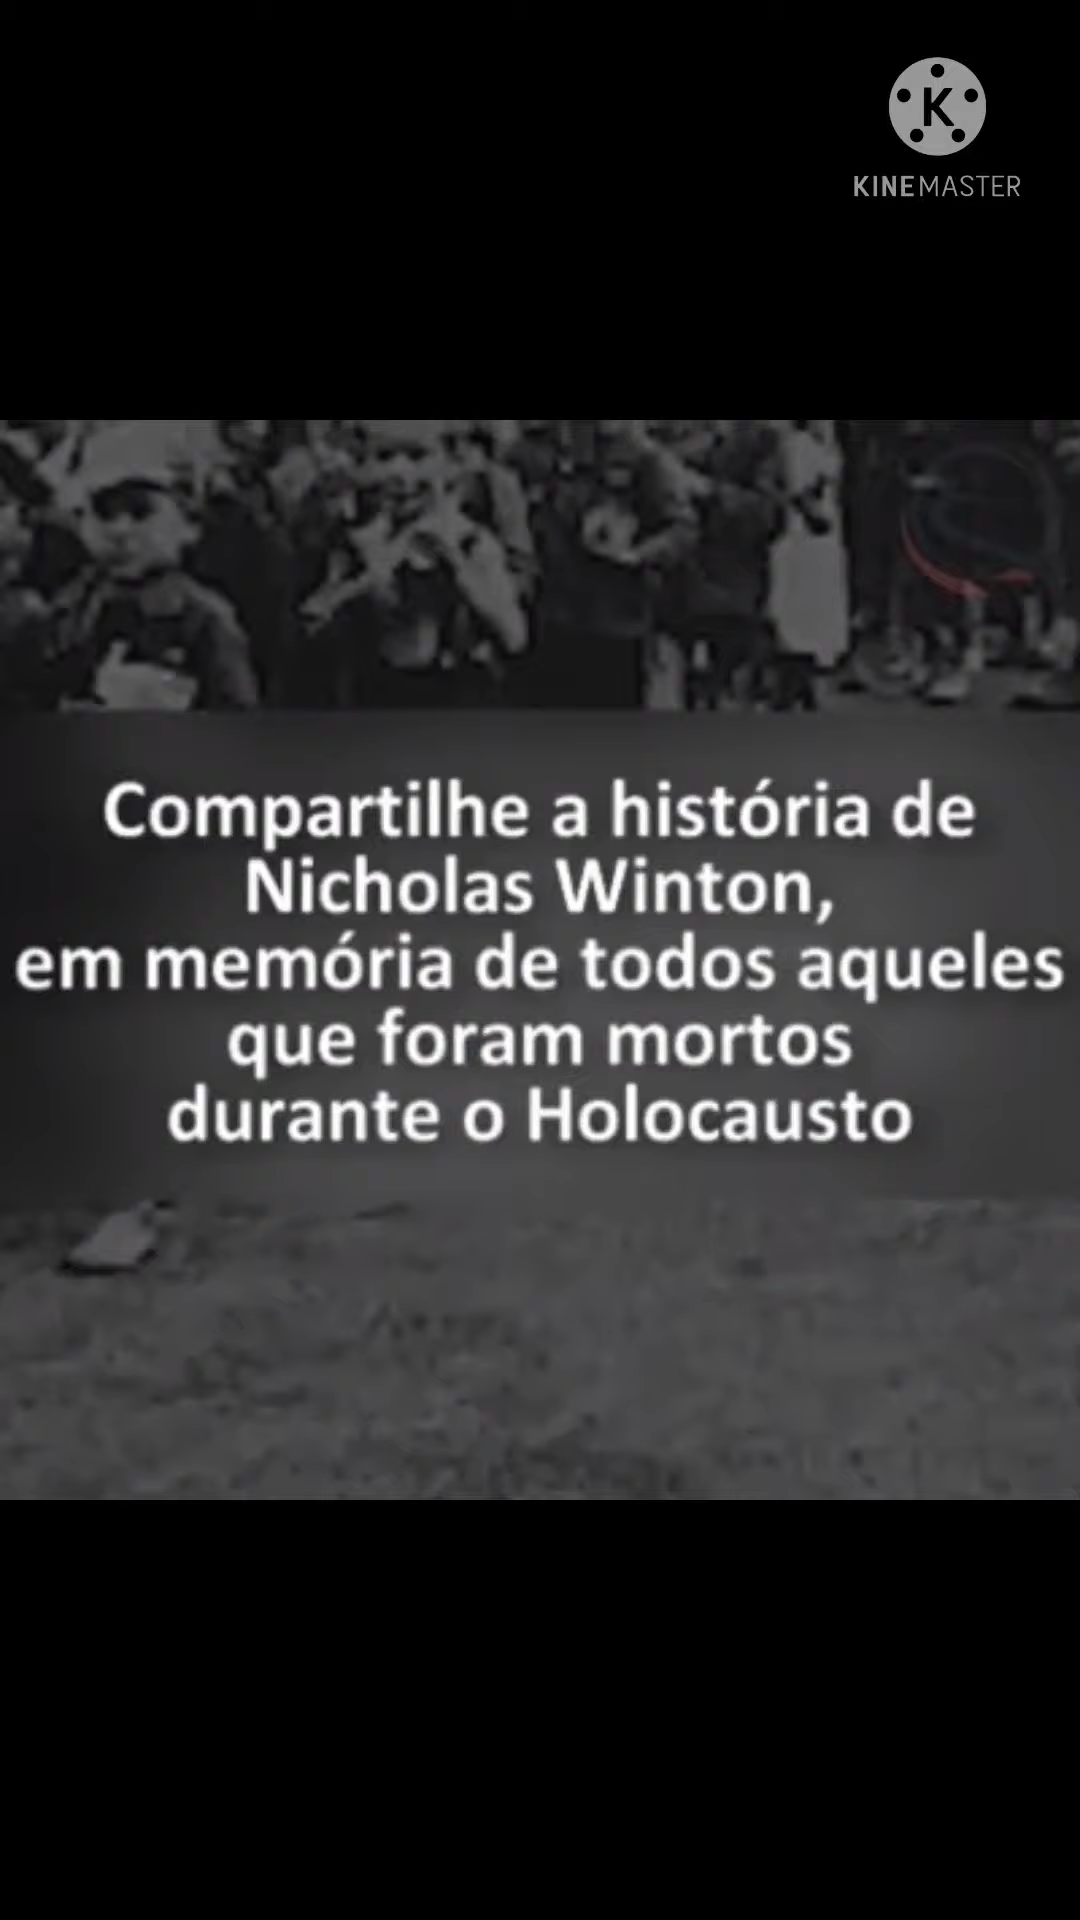 K
KINEMASTER
Compartilhe a história de
Nicholas Winton,
em memória de todos aqueles
que foram mortos
durante o Holocausto